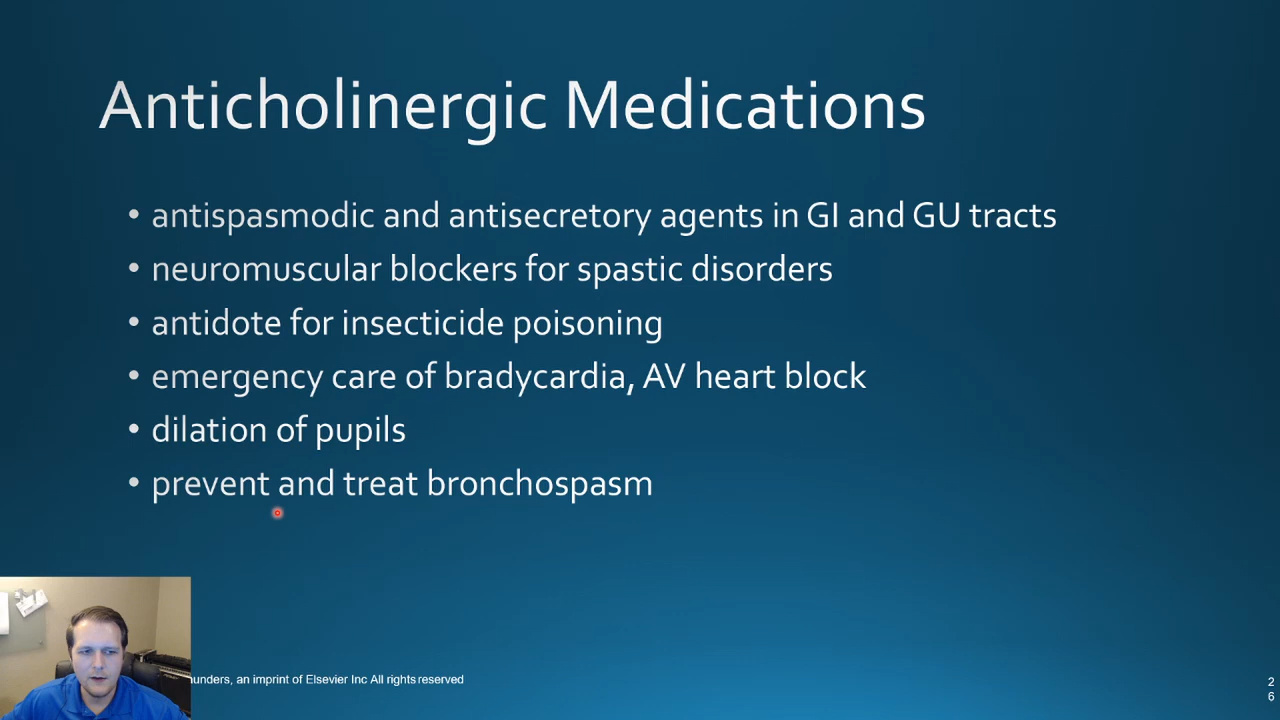 Anticholinergic Medications
• antispasmodic and antisecretory agents in GI and GU tracts
• neuromuscular blockers for spastic disorders
• antidote for insecticide poisoning
• emergency care of bradycardia, AV heart block
• dilation of pupils
• prevent and treat bronchospasm
an imprint of Elsevier Inc All rights reserved
2
6